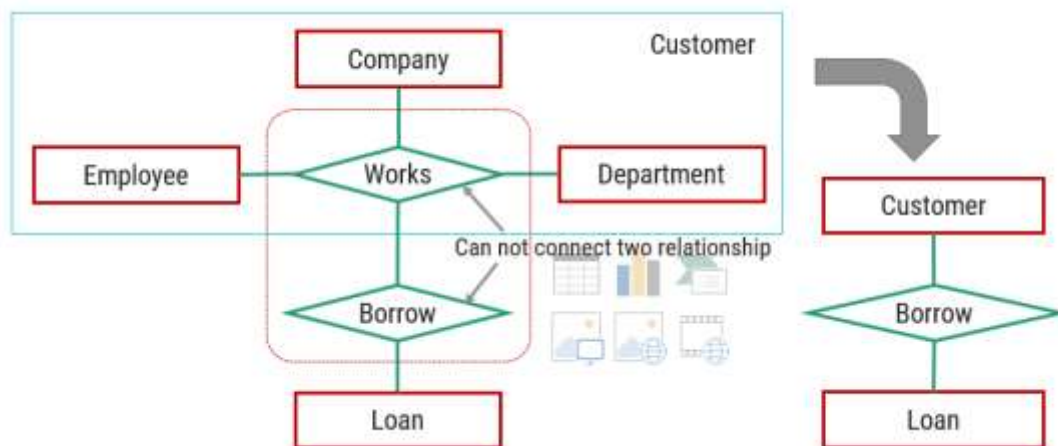 Customer
Company
Employee
Works
Department
Customer
Can not connect two relationship
Borrow
Borrow
Loan
Loan